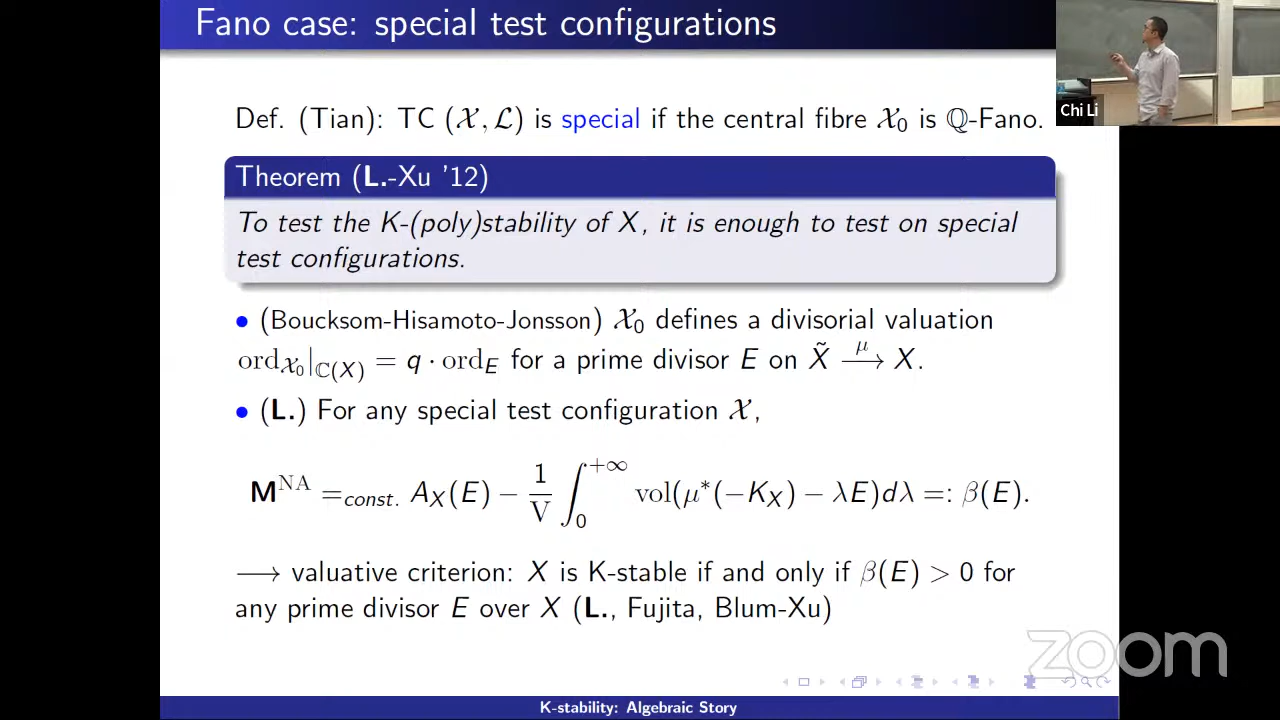 Fano case: special test configurations
Chi Li
Def. (Tian): TC (𝒳, ℒ) is special if the central fibre 𝒳₀ is ℚ-Fano.
Theorem (L.-Xu '12)
To test the K-(poly)stability of X, it is enough to test on special
test configurations.
• (Boucksom-Hisamoto-Jonsson) 𝒳₀ defines a divisorial valuation
ord_{𝒳₀}|_{ℂ(X)} = q · ord_E for a prime divisor E on X̃ →^μ X.
• (L.) For any special test configuration 𝒳,
M^{NA} =_{const.} A_X(E) − 1/V ∫_0^{+∞} vol(μ*(−K_X) − λE)dλ =: β(E).
⟶ valuative criterion: X is K-stable if and only if β(E) > 0 for
any prime divisor E over X (L., Fujita, Blum-Xu)
zoom
K-stability: Algebraic Story